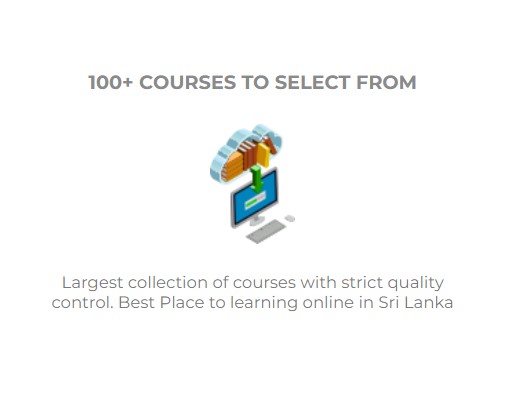 100+ COURSES TO SELECT FROM
Largest collection of courses with strict quality
control. Best Place to learning online in Sri Lanka